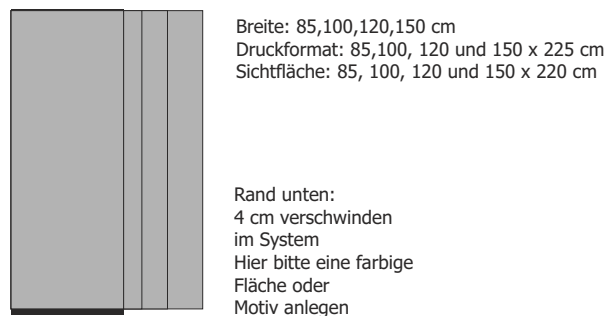 Breite: 85,100,120,150 cm
Druckformat: 85,100, 120 und 150 x 225 cm
Sichtfläche: 85, 100, 120 und 150 x 220 cm
Rand unten:
4 cm verschwinden
im System
Hier bitte eine farbige
Fläche oder
Motiv anlegen